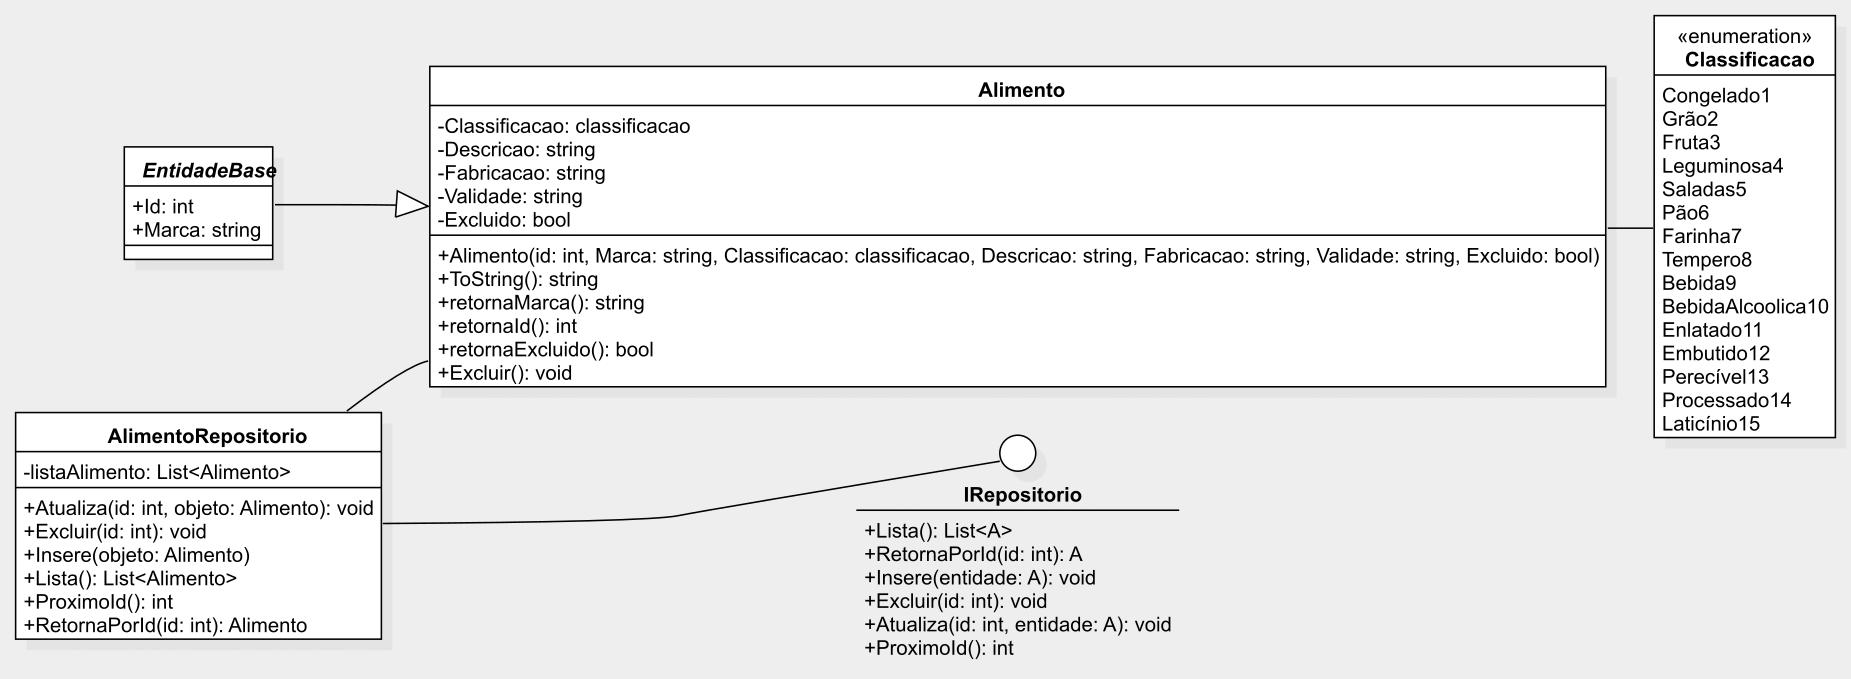 EntidadeBase
+Id: int
+Marca: string
Alimento
-Classificacao: classificacao
-Descricao: string
-Fabricacao: string
-Validade: string
-Excluido: bool
+Alimento(id: int, Marca: string, Classificacao: classificacao, Descricao: string, Fabricacao: string, Validade: string, Excluido: bool)
+ToString(): string
+retornaMarca(): string
+retornaId(): int
+retornaExcluido(): bool
+Excluir(): void
«enumeration»
Classificacao
Congelado1
Grão2
Fruta3
Leguminosa4
Saladas5
Pão6
Farinha7
Tempero8
Bebida9
BebidaAlcoolica10
Enlatado11
Embutido12
Perecível13
Processado14
Laticínio15
AlimentoRepositorio
-listaAlimento: List<Alimento>
+Atualiza(id: int, objeto: Alimento): void
+Excluir(id: int): void
+Insere(objeto: Alimento)
+Lista(): List<Alimento>
+ProximoId(): int
+RetornaPorId(id: int): Alimento
IRepositorio
+Lista(): List<A>
+RetornaPorId(id: int): A
+Insere(entidade: A): void
+Excluir(id: int): void
+Atualiza(id: int, entidade: A): void
+ProximoId(): int